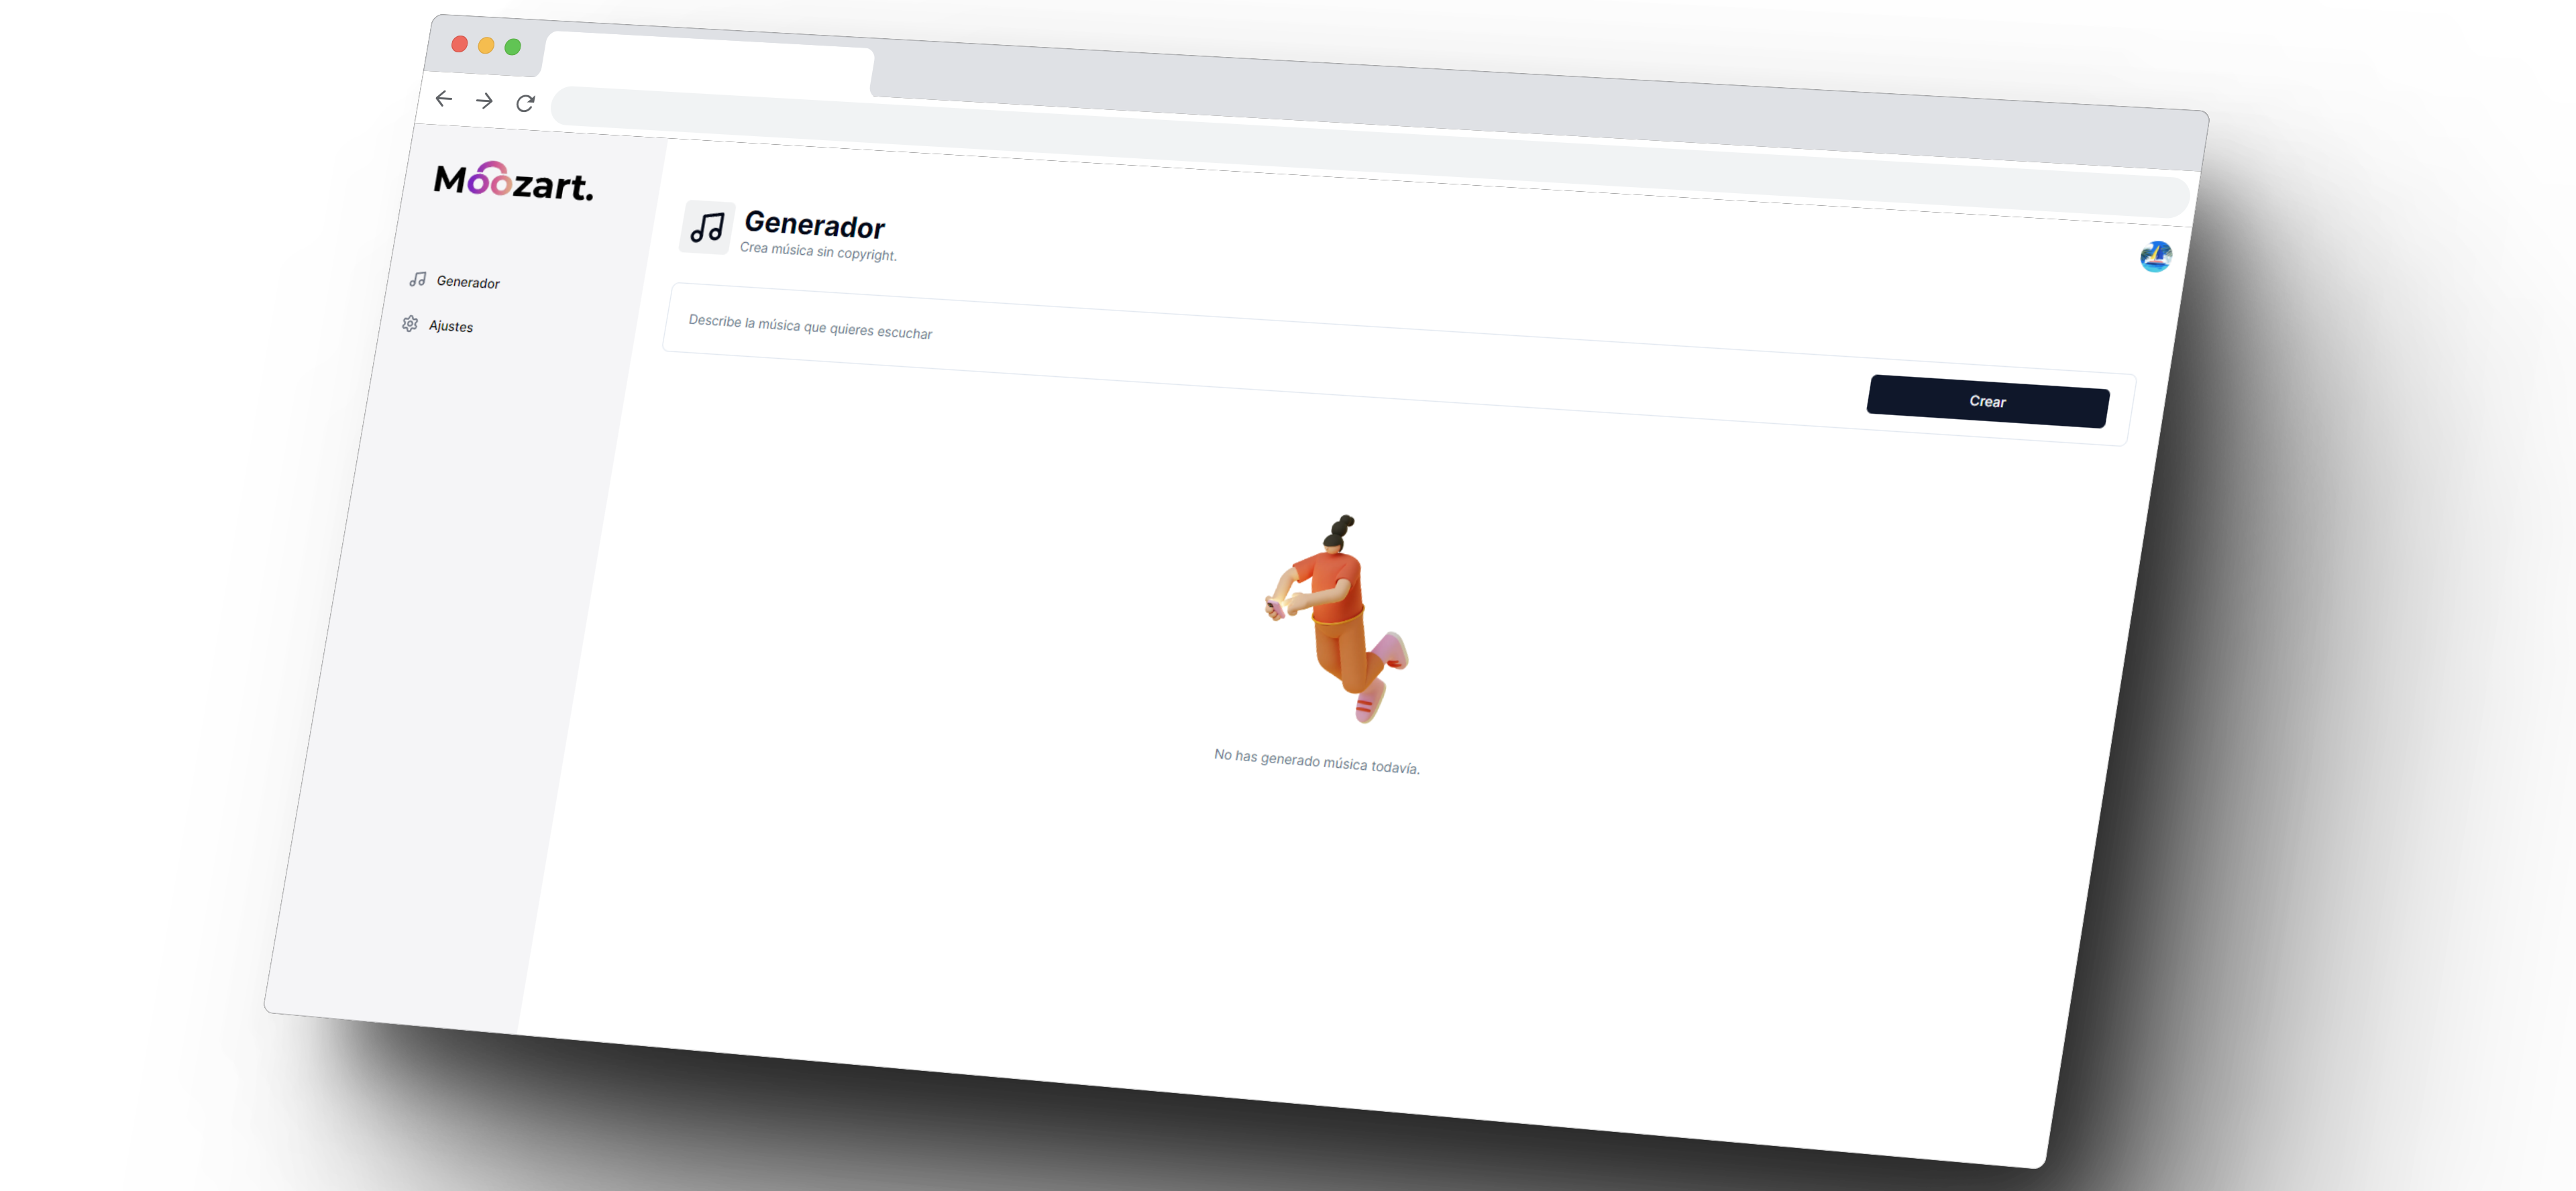 Moozart.
Generador
Ajustes
Generador
Crea música sin copyright.
Describe la música que quieres escuchar
Crear
No has generado música todavía.